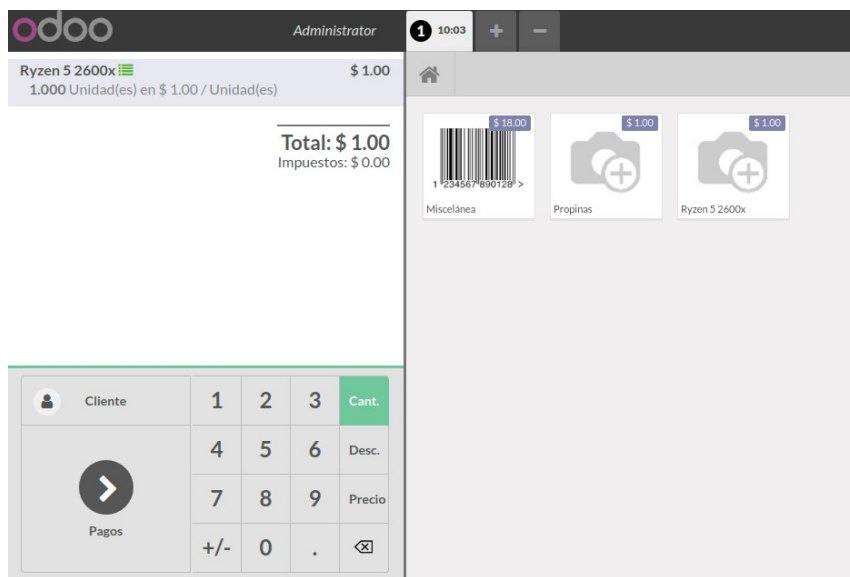 odoo
Administrator
1 10:03 + −
Ryzen 5 2600x $ 1.00
1.000 Unidad(es) en $ 1.00 / Unidad(es)
Total: $ 1.00
Impuestos: $ 0.00
$ 18.00
1 234567 890128 >
Miscelánea
$ 1.00
Propinas
$ 1.00
Ryzen 5 2600x
Cliente
Pagos
1 2 3 Cant.
4 5 6 Desc.
7 8 9 Precio
+/- 0 .